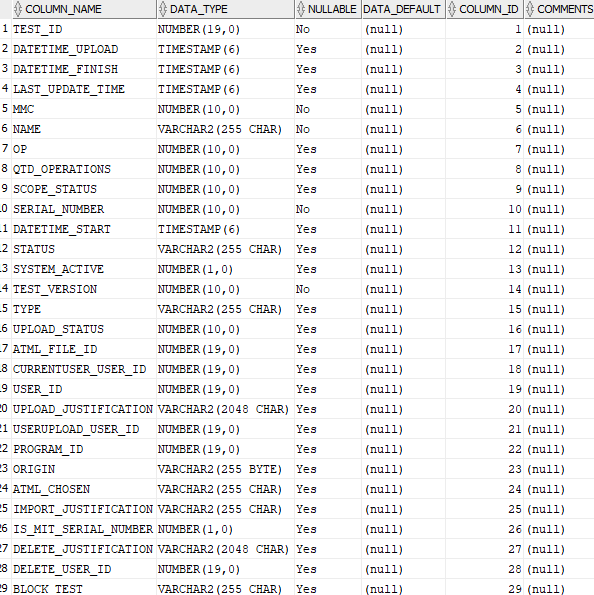 COLUMN_NAME DATA_TYPE NULLABLE DATA_DEFAULT COLUMN_ID COMMENTS
1 TEST_ID NUMBER(19,0) No (null) 1 (null)
2 DATETIME_UPLOAD TIMESTAMP(6) Yes (null) 2 (null)
3 DATETIME_FINISH TIMESTAMP(6) Yes (null) 3 (null)
4 LAST_UPDATE_TIME TIMESTAMP(6) Yes (null) 4 (null)
5 MMC NUMBER(10,0) No (null) 5 (null)
6 NAME VARCHAR2(255 CHAR) No (null) 6 (null)
7 OP NUMBER(10,0) Yes (null) 7 (null)
8 QTD_OPERATIONS NUMBER(10,0) Yes (null) 8 (null)
9 SCOPE_STATUS NUMBER(10,0) Yes (null) 9 (null)
10 SERIAL_NUMBER NUMBER(10,0) No (null) 10 (null)
11 DATETIME_START TIMESTAMP(6) Yes (null) 11 (null)
12 STATUS VARCHAR2(255 CHAR) Yes (null) 12 (null)
13 SYSTEM_ACTIVE NUMBER(1,0) Yes (null) 13 (null)
14 TEST_VERSION NUMBER(10,0) No (null) 14 (null)
15 TYPE VARCHAR2(255 CHAR) Yes (null) 15 (null)
16 UPLOAD_STATUS NUMBER(10,0) Yes (null) 16 (null)
17 ATML_FILE_ID NUMBER(19,0) Yes (null) 17 (null)
18 CURRENTUSER_USER_ID NUMBER(19,0) Yes (null) 18 (null)
19 USER_ID NUMBER(19,0) Yes (null) 19 (null)
20 UPLOAD_JUSTIFICATION VARCHAR2(2048 CHAR) Yes (null) 20 (null)
21 USERUPLOAD_USER_ID NUMBER(19,0) Yes (null) 21 (null)
22 PROGRAM_ID NUMBER(19,0) Yes (null) 22 (null)
23 ORIGIN VARCHAR2(255 BYTE) Yes (null) 23 (null)
24 ATML_CHOSEN VARCHAR2(255 CHAR) Yes (null) 24 (null)
25 IMPORT_JUSTIFICATION VARCHAR2(255 CHAR) Yes (null) 25 (null)
26 IS_MIT_SERIAL_NUMBER NUMBER(1,0) Yes (null) 26 (null)
27 DELETE_JUSTIFICATION VARCHAR2(2048 CHAR) Yes (null) 27 (null)
28 DELETE_USER_ID NUMBER(19,0) Yes (null) 28 (null)
29 BLOCK_TEST VARCHAR2(255 CHAR) Yes (null) 29 (null)